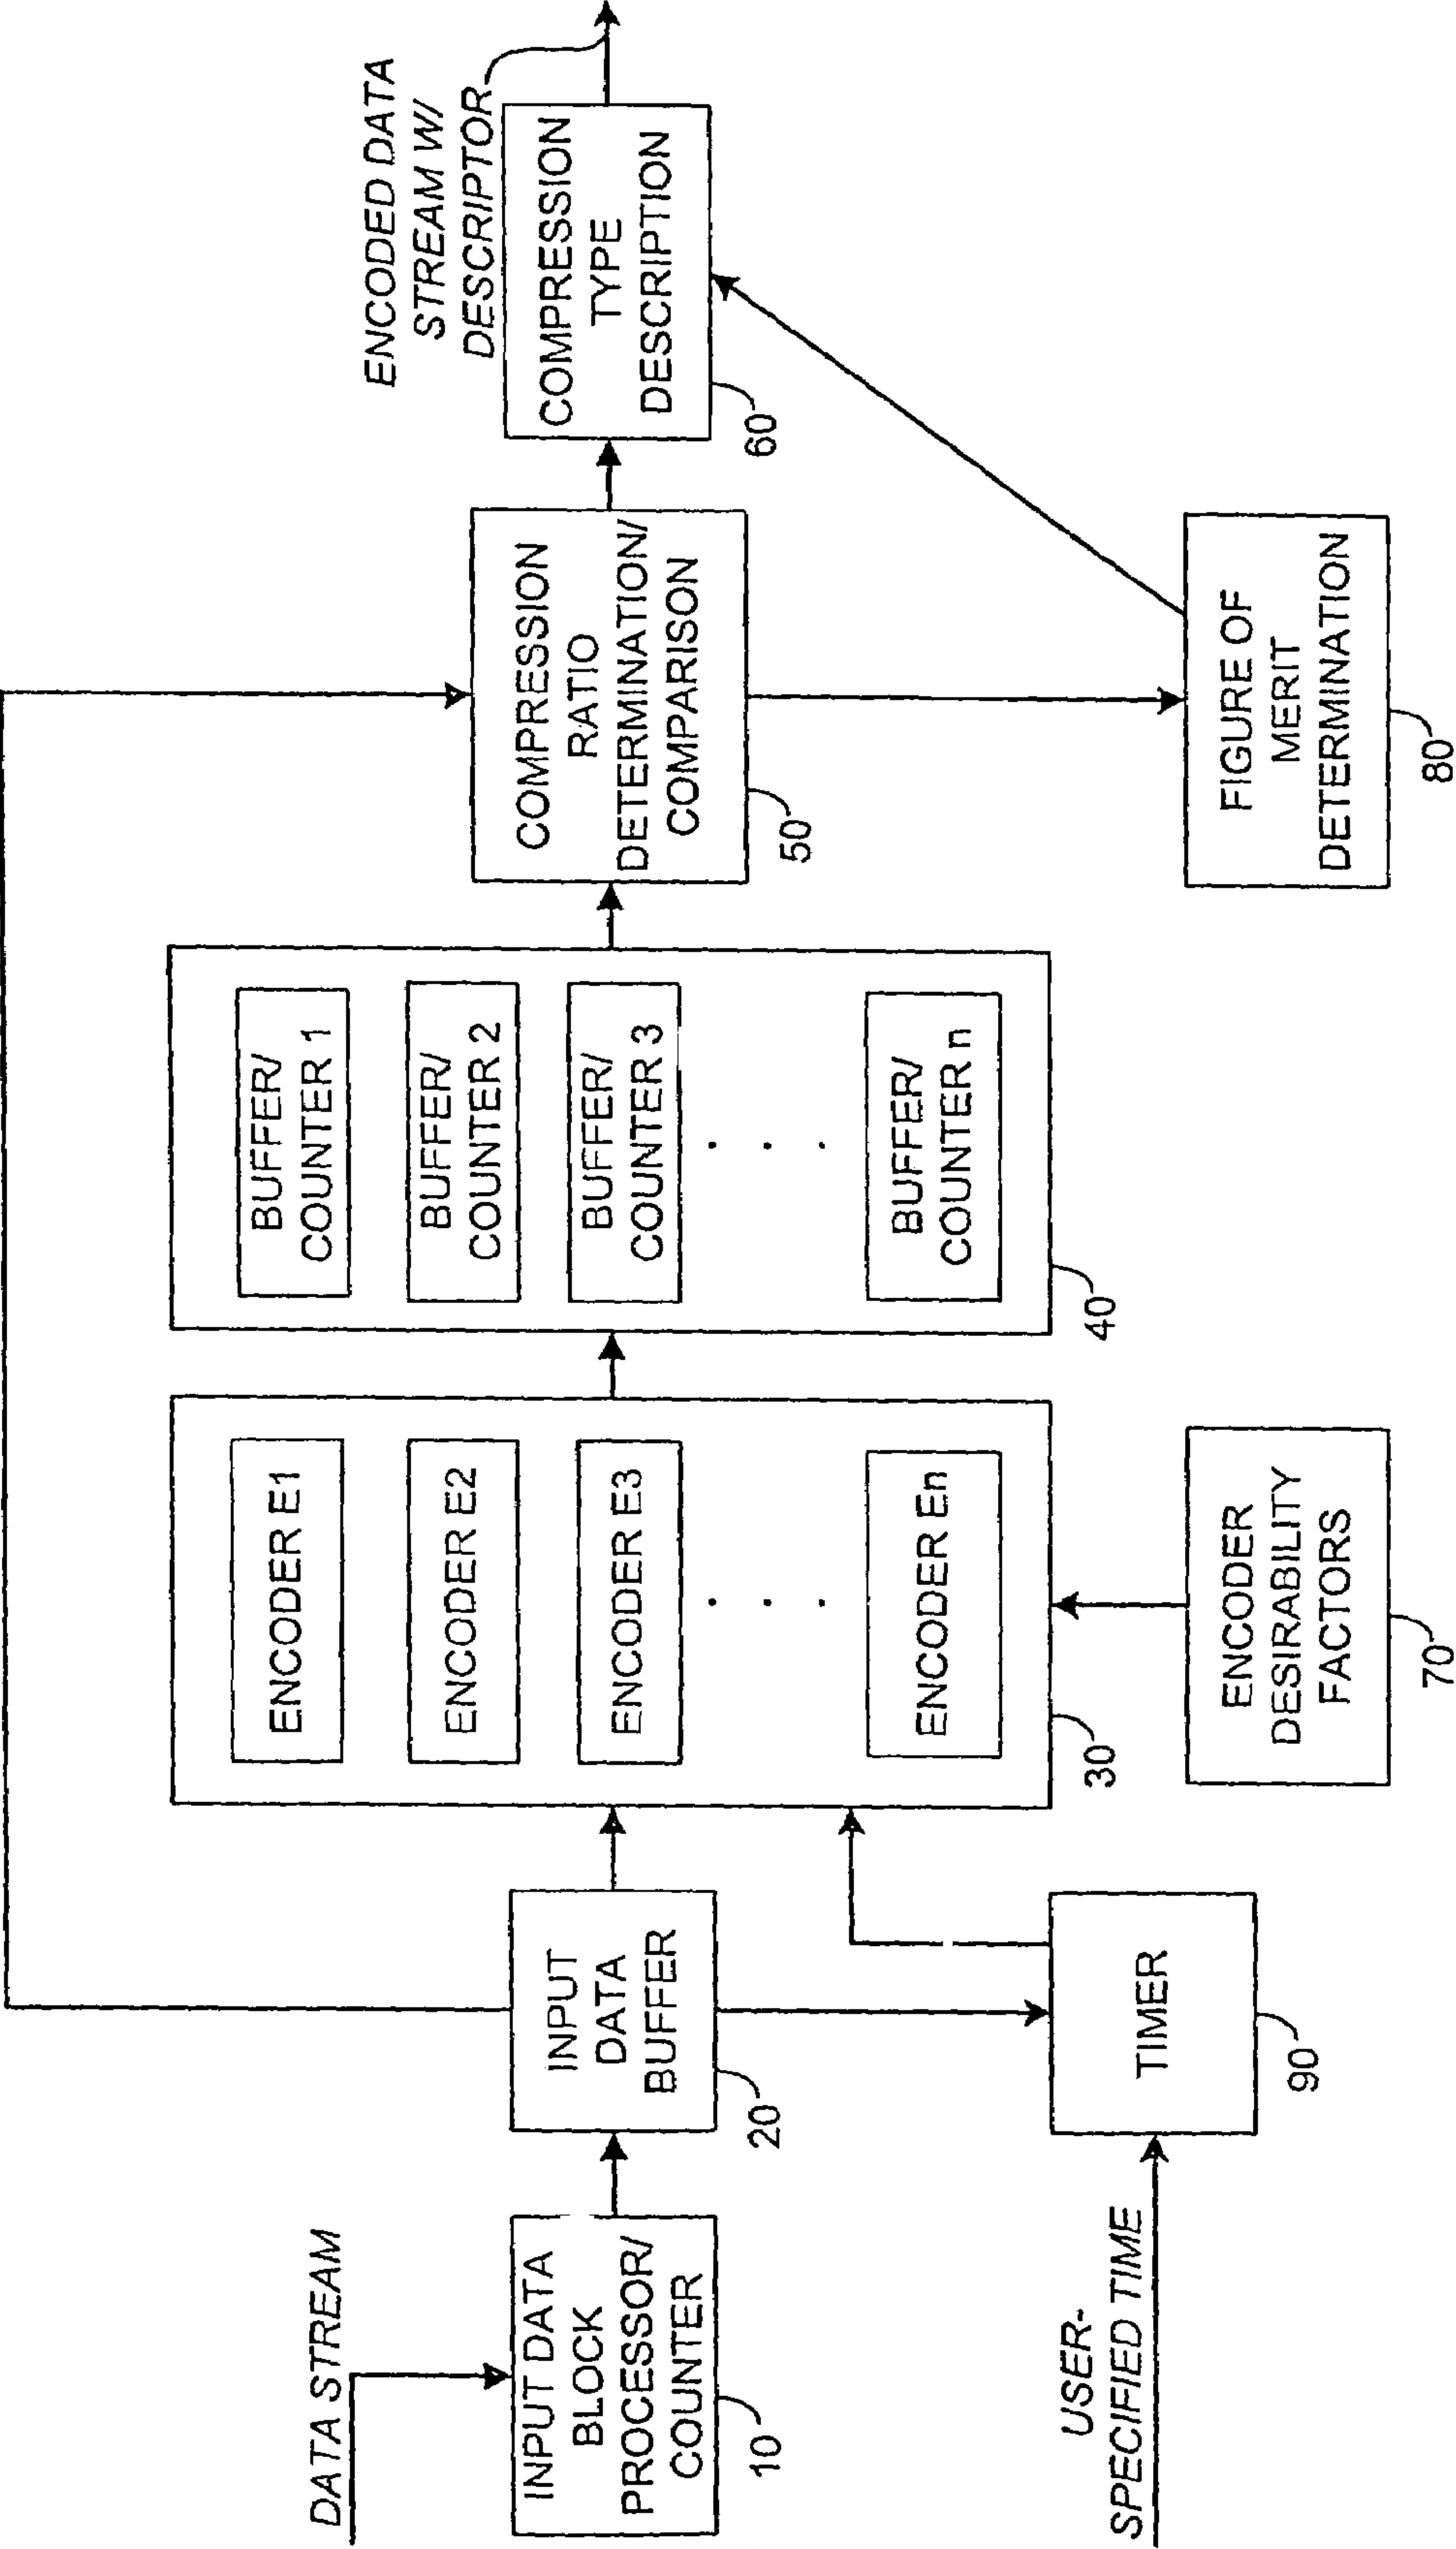 DATA STREAM
INPUT DATA
BLOCK
PROCESSOR/
COUNTER
10
INPUT
DATA
BUFFER
20
USER-
SPECIFIED TIME
TIMER
90
ENCODER E1
ENCODER E2
ENCODER E3
. . .
ENCODER En
30
ENCODER
DESIRABILITY
FACTORS
70
BUFFER/
COUNTER 1
BUFFER/
COUNTER 2
BUFFER/
COUNTER 3
. . .
BUFFER/
COUNTER n
40
COMPRESSION
RATIO
DETERMINATION/
COMPARISON
50
FIGURE OF
MERIT
DETERMINATION
80
ENCODED DATA
STREAM W/
DESCRIPTOR
COMPRESSION
TYPE
DESCRIPTION
60